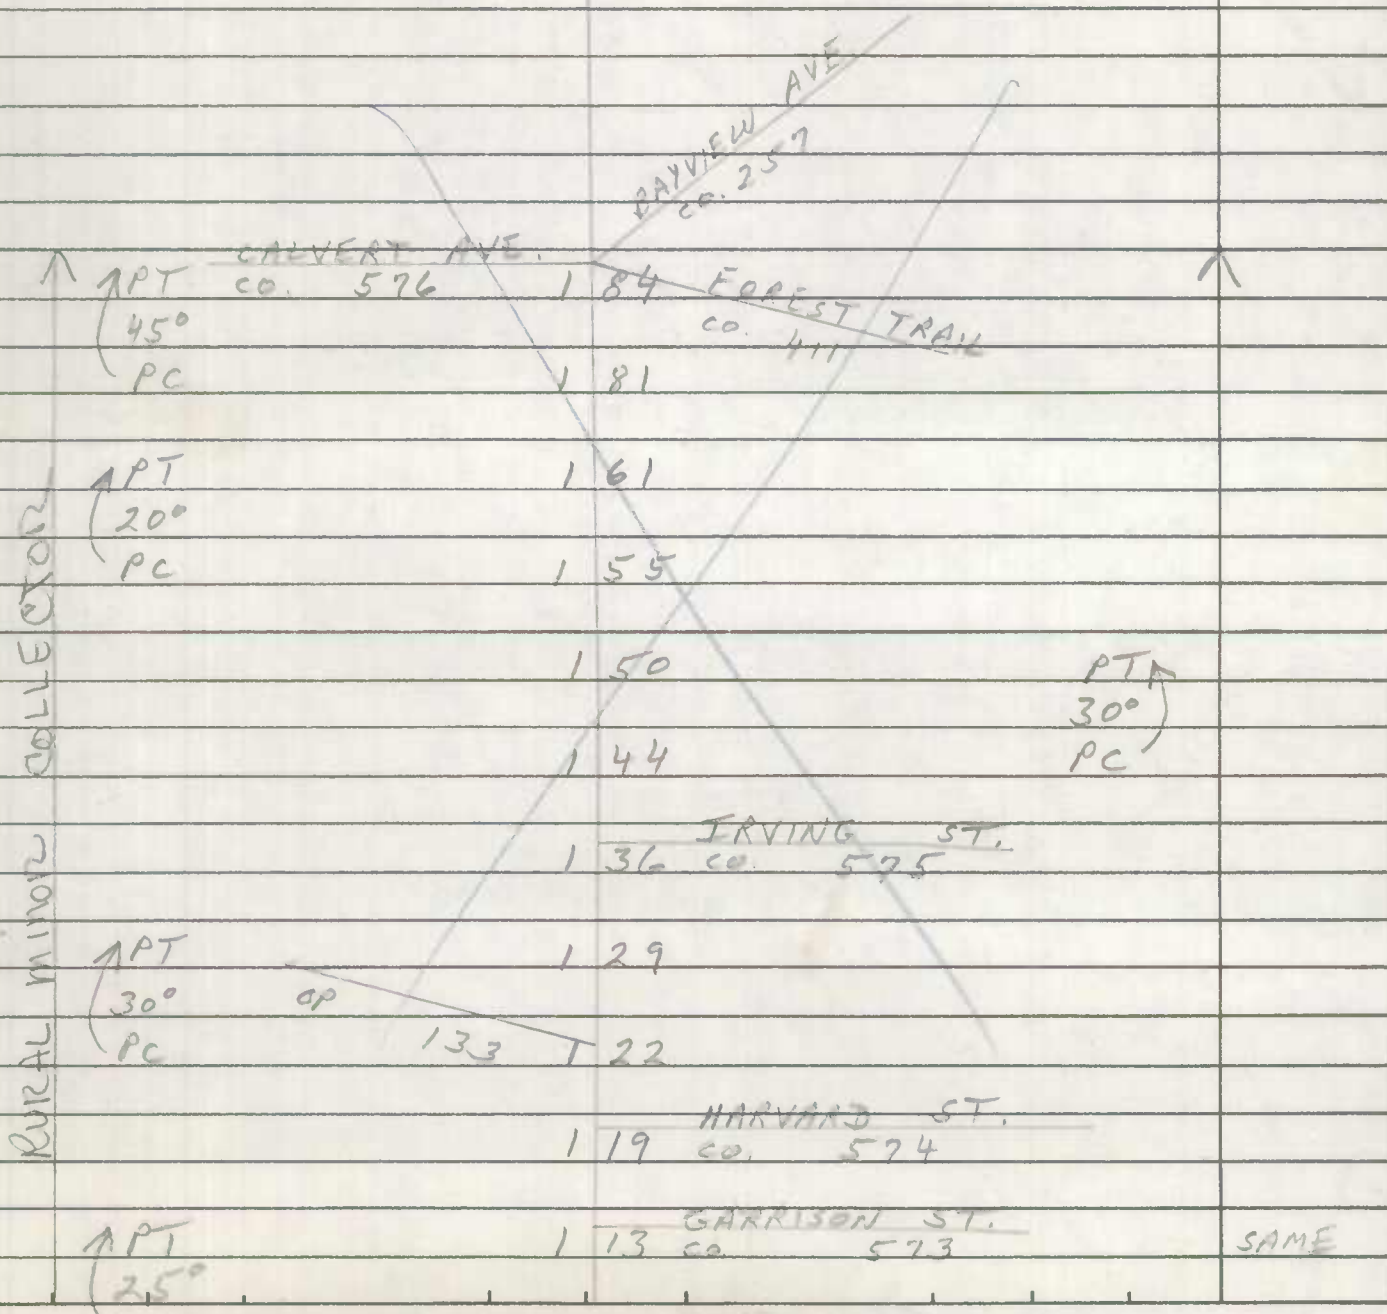 BAYVIEW AVE
co. 257
CALVERT AVE.
PT co. 576 1 84 FOREST TRAIL
45° co. 411
PC 1 81
PT 1 61
20°
PC 1 55
1 50 PT
30°
1 44 PC
IRVING ST.
1 36 co. 575
PT 1 29
30° OP
PC 133 1 22
HARVARD ST.
1 19 co. 574
GARRISON ST.
PT 1 13 co 573 SAME
25°
RURAL MINOR COLLECTOR